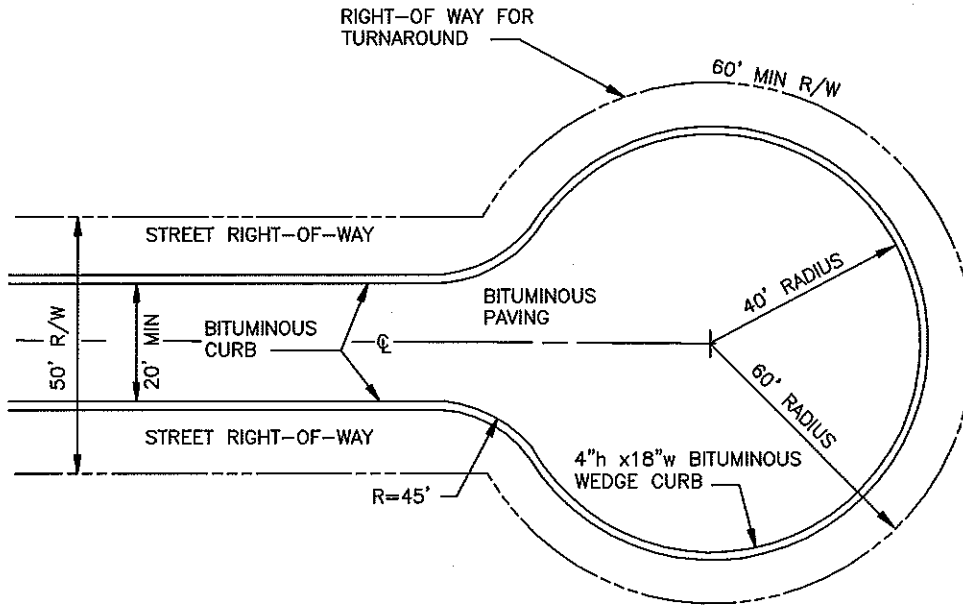 RIGHT-OF WAY FOR
TURNAROUND
60' MIN R/W
STREET RIGHT-OF-WAY
50' R/W
20' MIN
BITUMINOUS
CURB
℄
BITUMINOUS
PAVING
40' RADIUS
60' RADIUS
STREET RIGHT-OF-WAY
R=45'
4"h x18"w BITUMINOUS
WEDGE CURB